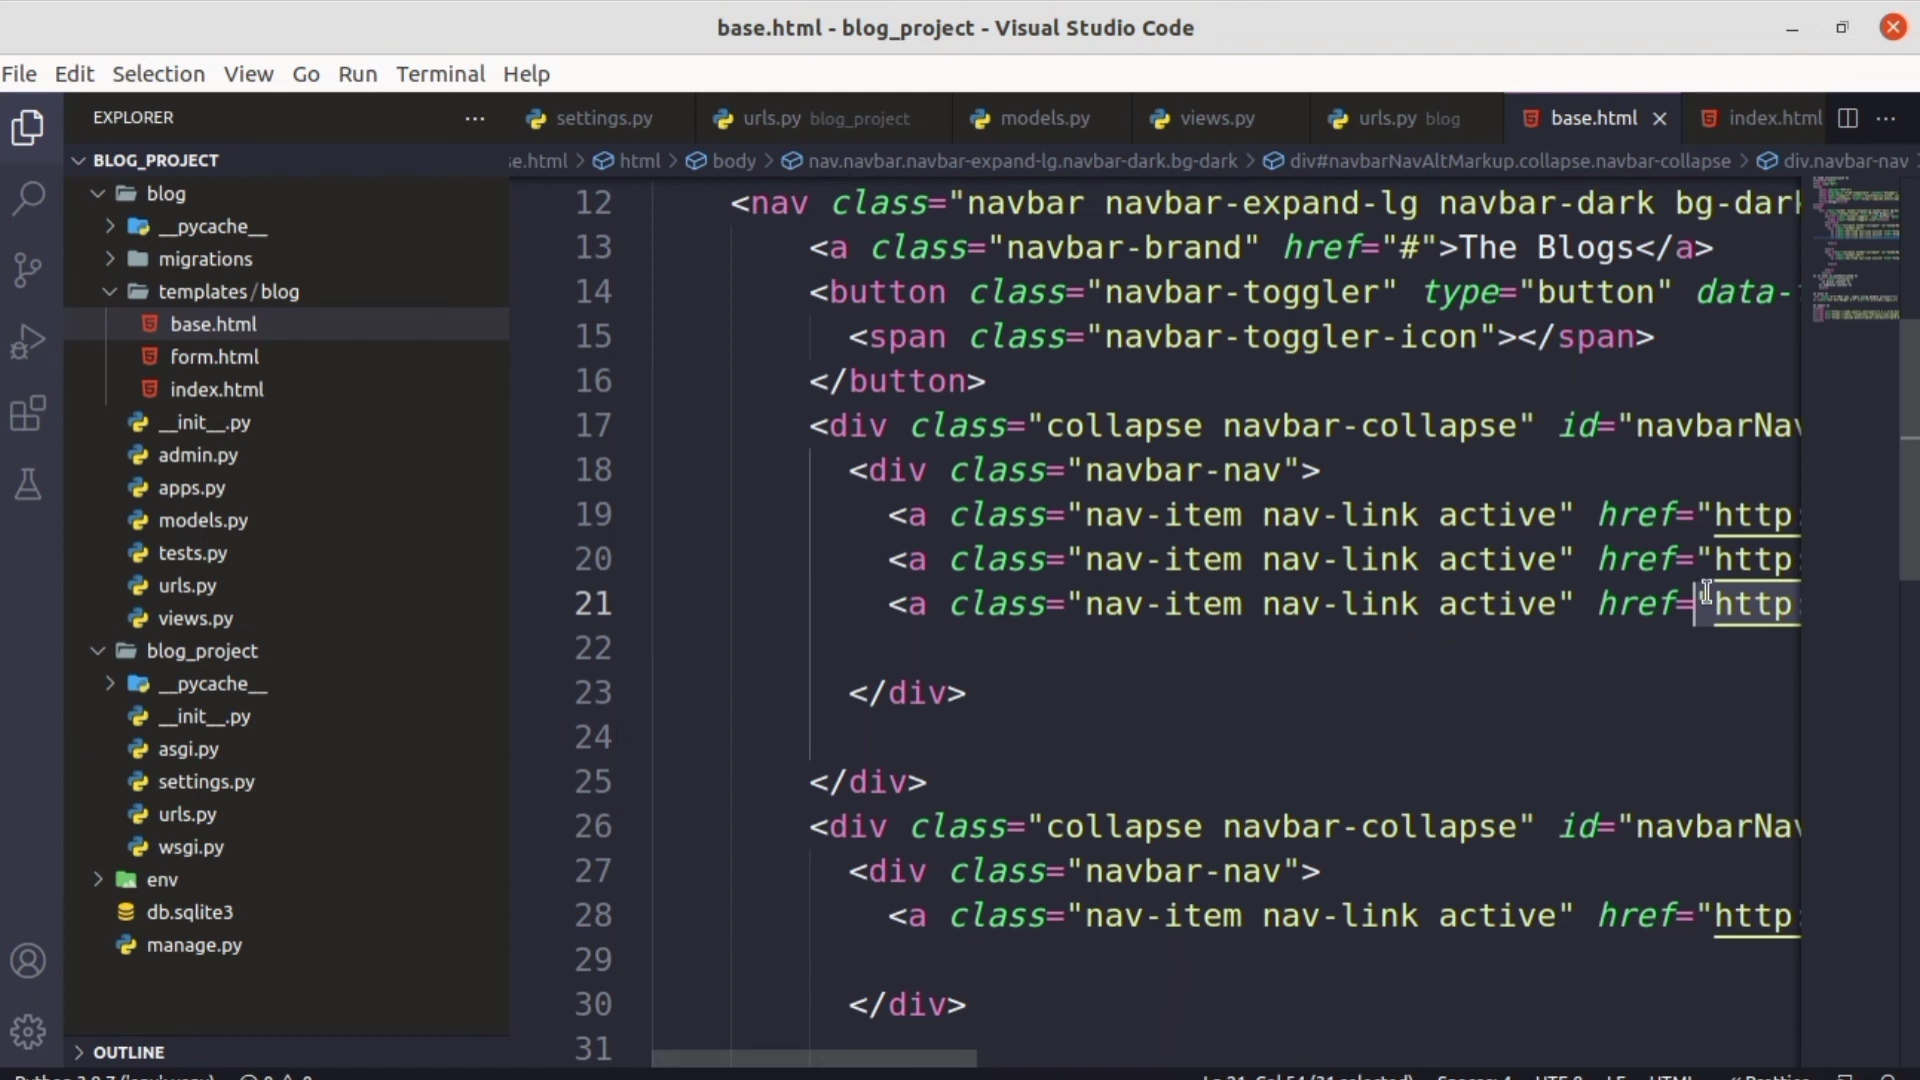 base.html - blog_project - Visual Studio Code
File Edit Selection View Go Run Terminal Help
EXPLORER
settings.py
urls.py blog_project
models.py
views.py
urls.py blog
base.html
index.html
BLOG_PROJECT
html > body > nav.navbar.navbar-expand-lg.navbar-dark.bg-dark > div#navbarNavAltMarkup.collapse.navbar-collapse > div.navbar-nav
blog
__pycache__
migrations
templates/blog
base.html
form.html
index.html
__init__.py
admin.py
apps.py
models.py
tests.py
urls.py
views.py
blog_project
__pycache__
__init__.py
asgi.py
settings.py
urls.py
wsgi.py
env
db.sqlite3
manage.py
OUTLINE
12 <nav class="navbar navbar-expand-lg navbar-dark bg-dark
13 <a class="navbar-brand" href="#">The Blogs</a>
14 <button class="navbar-toggler" type="button" data-
15 <span class="navbar-toggler-icon"></span>
16 </button>
17 <div class="collapse navbar-collapse" id="navbarNav
18 <div class="navbar-nav">
19 <a class="nav-item nav-link active" href="http:
20 <a class="nav-item nav-link active" href="http:
21 <a class="nav-item nav-link active" href="http:
22
23 </div>
24
25 </div>
26 <div class="collapse navbar-collapse" id="navbarNav
27 <div class="navbar-nav">
28 <a class="nav-item nav-link active" href="http:
29
30 </div>
31